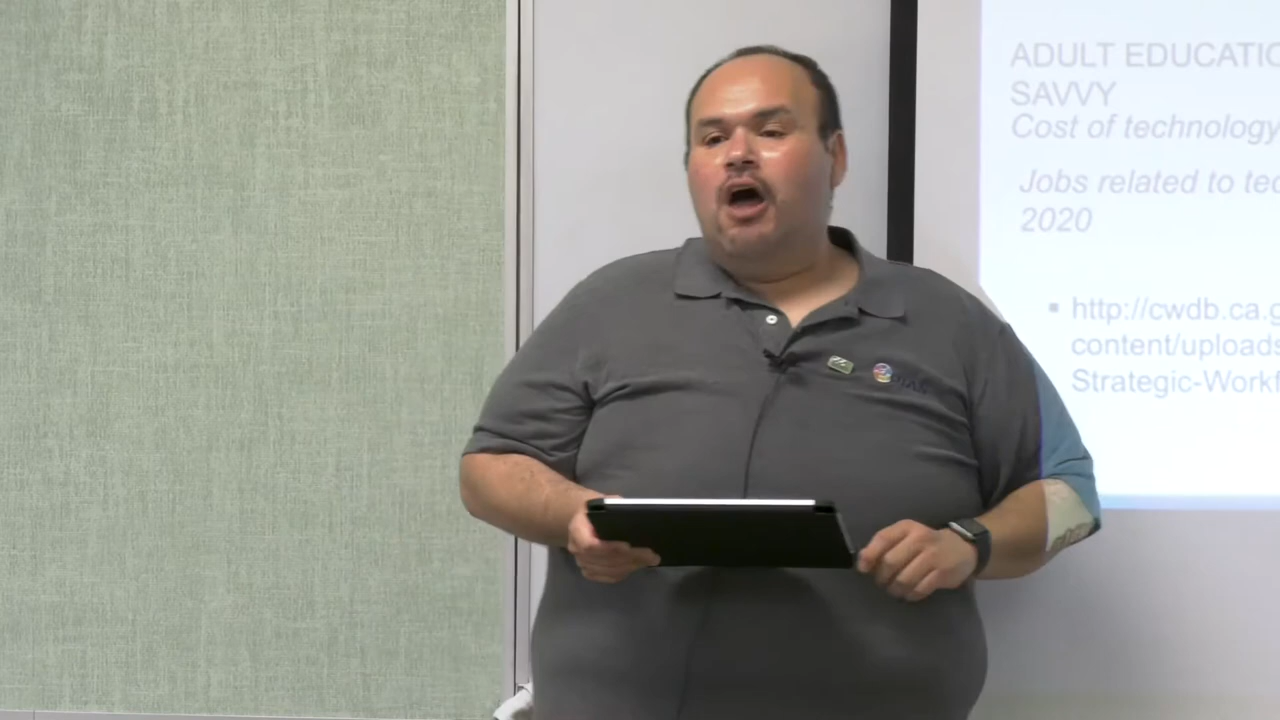 ADULT EDUCATIO
SAVVY
Cost of technology
Jobs related to tec
2020
http://cwdb.ca.g
content/uploads
Strategic-Workf